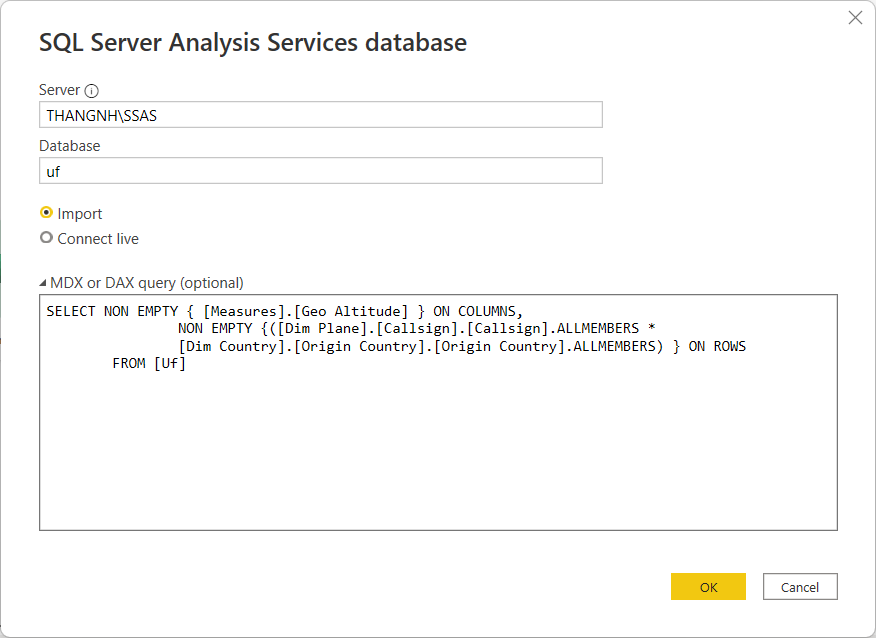 SQL Server Analysis Services database
Server
THANGNH\SSAS
Database
uf
Import
Connect live
MDX or DAX query (optional)
SELECT NON EMPTY { [Measures].[Geo Altitude] } ON COLUMNS,
NON EMPTY {([Dim Plane].[Callsign].[Callsign].ALLMEMBERS *
[Dim Country].[Origin Country].[Origin Country].ALLMEMBERS) } ON ROWS
FROM [Uf]
OK
Cancel